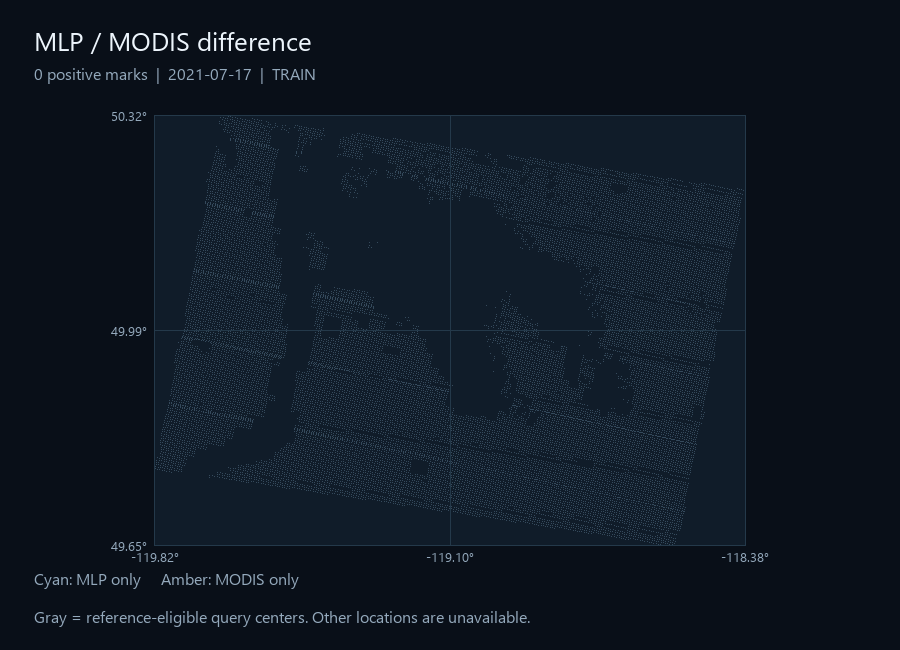 MLP / MODIS difference
0 positive marks | 2021-07-17 | TRAIN
50.32°
49.99°
49.65°
-119.82° -119.10° -118.38°
Cyan: MLP only Amber: MODIS only
Gray = reference-eligible query centers. Other locations are unavailable.